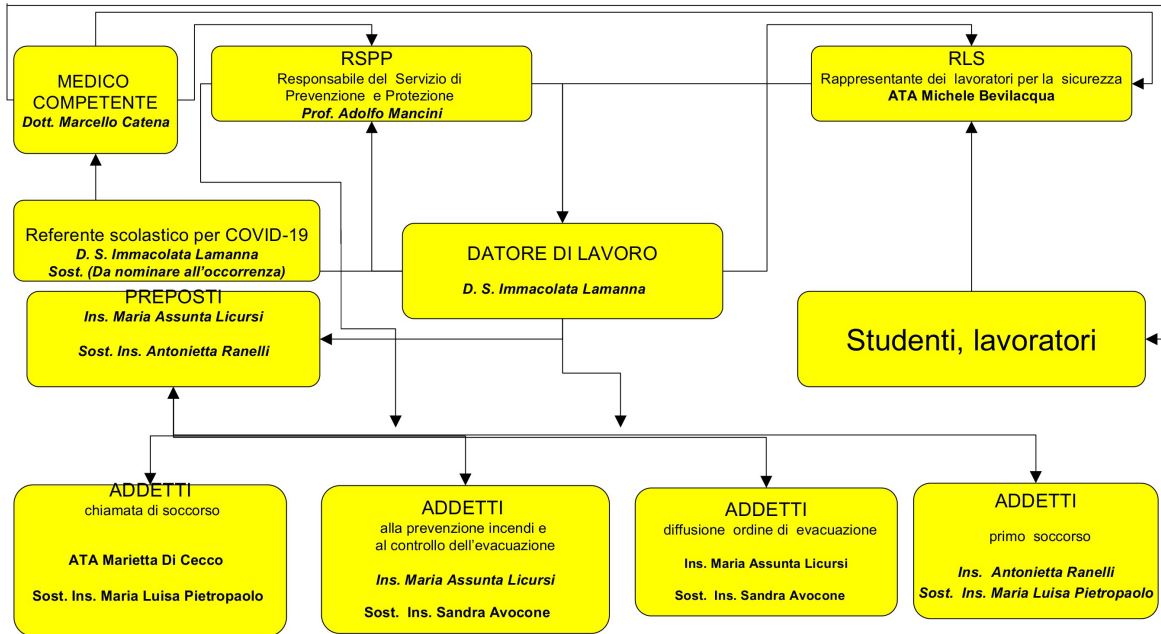 MEDICO
COMPETENTE
Dott. Marcello Catena
RSPP
Responsabile del Servizio di
Prevenzione e Protezione
Prof. Adolfo Mancini
RLS
Rappresentante dei lavoratori per la sicurezza
ATA Michele Bevilacqua
Referente scolastico per COVID-19
D. S. Immacolata Lamanna
Sost. (Da nominare all'occorrenza)
DATORE DI LAVORO
D. S. Immacolata Lamanna
PREPOSTI
Ins. Maria Assunta Licursi
Sost. Ins. Antonietta Ranelli
Studenti, lavoratori
ADDETTI
chiamata di soccorso
ATA Marietta Di Cecco
Sost. Ins. Maria Luisa Pietropaolo
ADDETTI
alla prevenzione incendi e
al controllo dell'evacuazione
Ins. Maria Assunta Licursi
Sost. Ins. Sandra Avocone
ADDETTI
diffusione ordine di evacuazione
Ins. Maria Assunta Licursi
Sost. Ins. Sandra Avocone
ADDETTI
primo soccorso
Ins. Antonietta Ranelli
Sost. Ins. Maria Luisa Pietropaolo